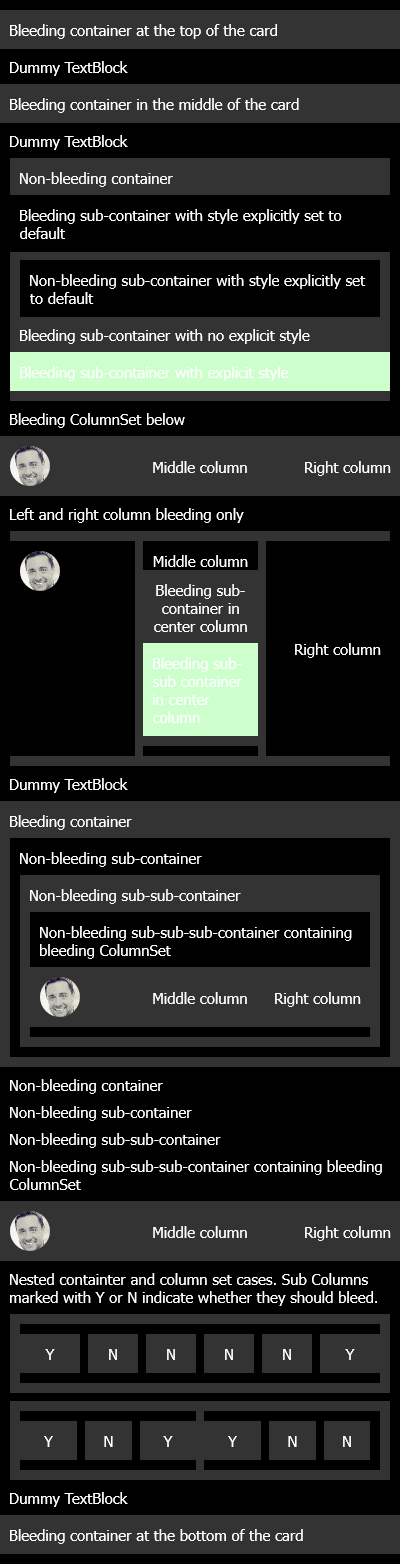 Bleeding container at the top of the card
Dummy TextBlock
Bleeding container in the middle of the card
Dummy TextBlock
Non-bleeding container
Bleeding sub-container with style explicitly set to
default
Non-bleeding sub-container with style explicitly set
to default
Bleeding sub-container with no explicit style
Bleeding sub-container with explicit style
Bleeding ColumnSet below
Middle column
Right column
Left and right column bleeding only
Middle column
Bleeding sub-
container in
center column
Bleeding sub-
sub container
in center
column
Right column
Dummy TextBlock
Bleeding container
Non-bleeding sub-container
Non-bleeding sub-sub-container
Non-bleeding sub-sub-sub-container containing
bleeding ColumnSet
Middle column
Right column
Non-bleeding container
Non-bleeding sub-container
Non-bleeding sub-sub-container
Non-bleeding sub-sub-sub-container containing bleeding
ColumnSet
Middle column
Right column
Nested containter and column set cases. Sub Columns
marked with Y or N indicate whether they should bleed.
Y N N N N Y
Y N Y Y N N
Dummy TextBlock
Bleeding container at the bottom of the card